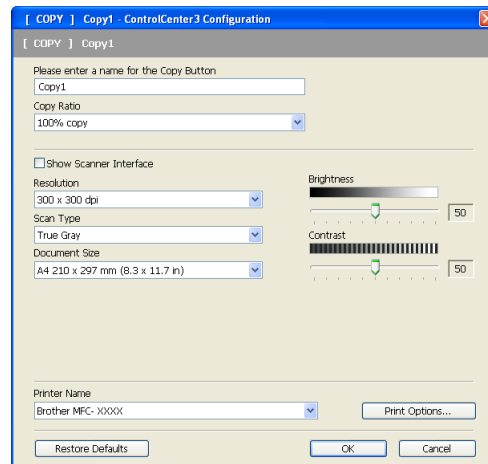 [ COPY ] Copy1 - ControlCenter3 Configuration
[ COPY ] Copy1
Please enter a name for the Copy Button
Copy1
Copy Ratio
100% copy
Show Scanner Interface
Resolution
300 x 300 dpi
Scan Type
True Gray
Document Size
A4 210 x 297 mm (8.3 x 11.7 in)
Brightness
50
Contrast
50
Printer Name
Brother MFC- XXXX
Print Options...
Restore Defaults
OK
Cancel